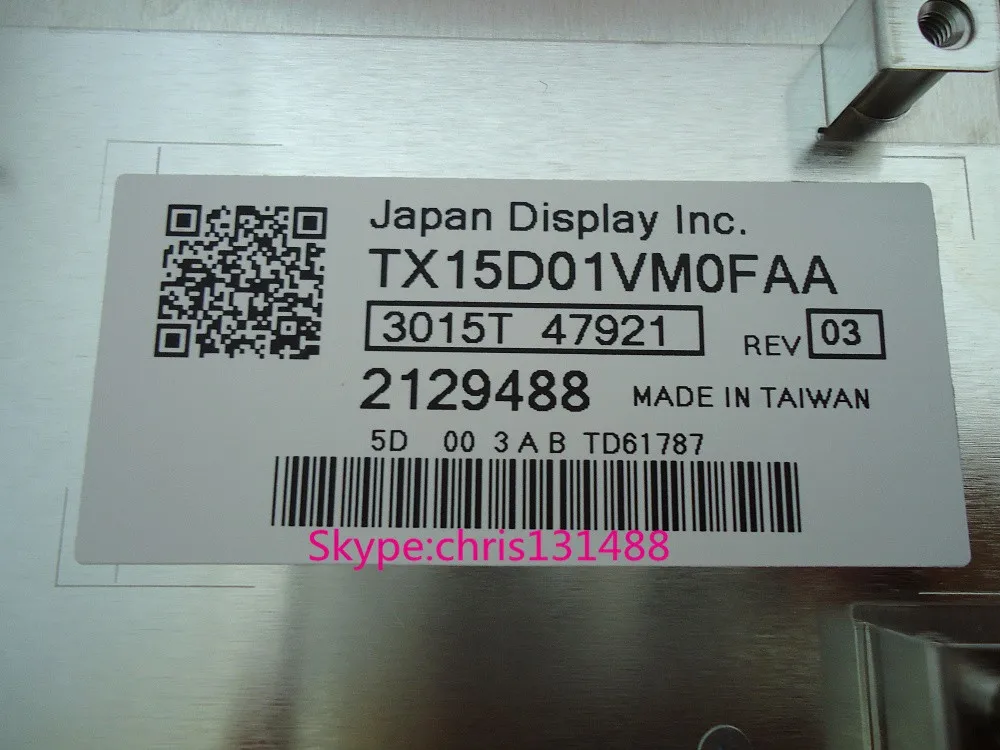 Japan Display Inc.
TX15D01VM0FAA
3015T 47921 REV 03
2129488 MADE IN TAIWAN
5D 00 3 A B TD61787
Skype:chris131488